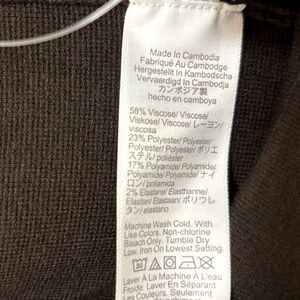 Made In Cambodia
Fabriqué Au Cambodge
Hergestellt In Kambodscha
Vervaardigd In Cambodja
カンボジア製
hecho en camboya
58% Viscose/ Viscose/
Viskose/ Viscose/ レーヨン/
viscosa
23% Polyester/ Polyester/
Polyester/ Polyester/ ポリエ
ステル/ poliéster
17% Polyamide/ Polyamide/
Polyamid/ Polyamide/ ナイ
ロン/ poliamida
2% Elastane/ Elasthanne/
Elastan/ Elastaan/ ポリウレ
タン/ elastano
Machine Wash Cold. With
Like Colors. Non-chlorine
Bleach Only. Tumble Dry
Low. Iron On Lowest Setting.
30
Laver À La Machine À L'eau
Froide. Laver En Séparant
Les Couleurs. Seulement